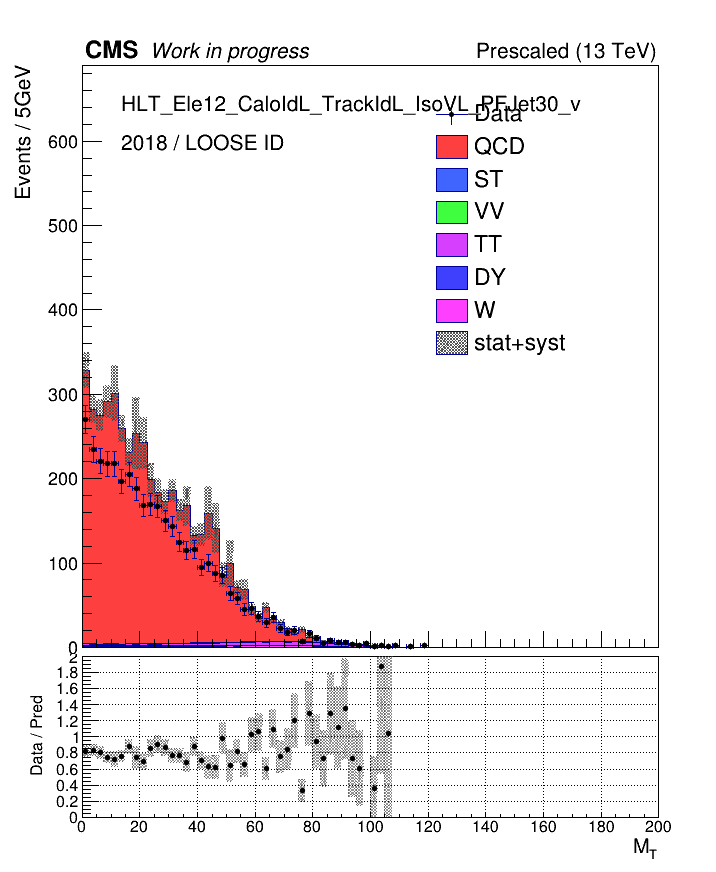 CMS Work in progress Prescaled (13 TeV)
Events / 5GeV
HLT_Ele12_CaloIdL_TrackIdL_IsoVL_PFJet30_v
2018 / LOOSE ID
Data
QCD
ST
VV
TT
DY
W
stat+syst
600
500
400
300
200
100
0
Data / Pred
2
1.8
1.6
1.4
1.2
1
0.8
0.6
0.4
0.2
0
0 20 40 60 80 100 120 140 160 180 200
M_T